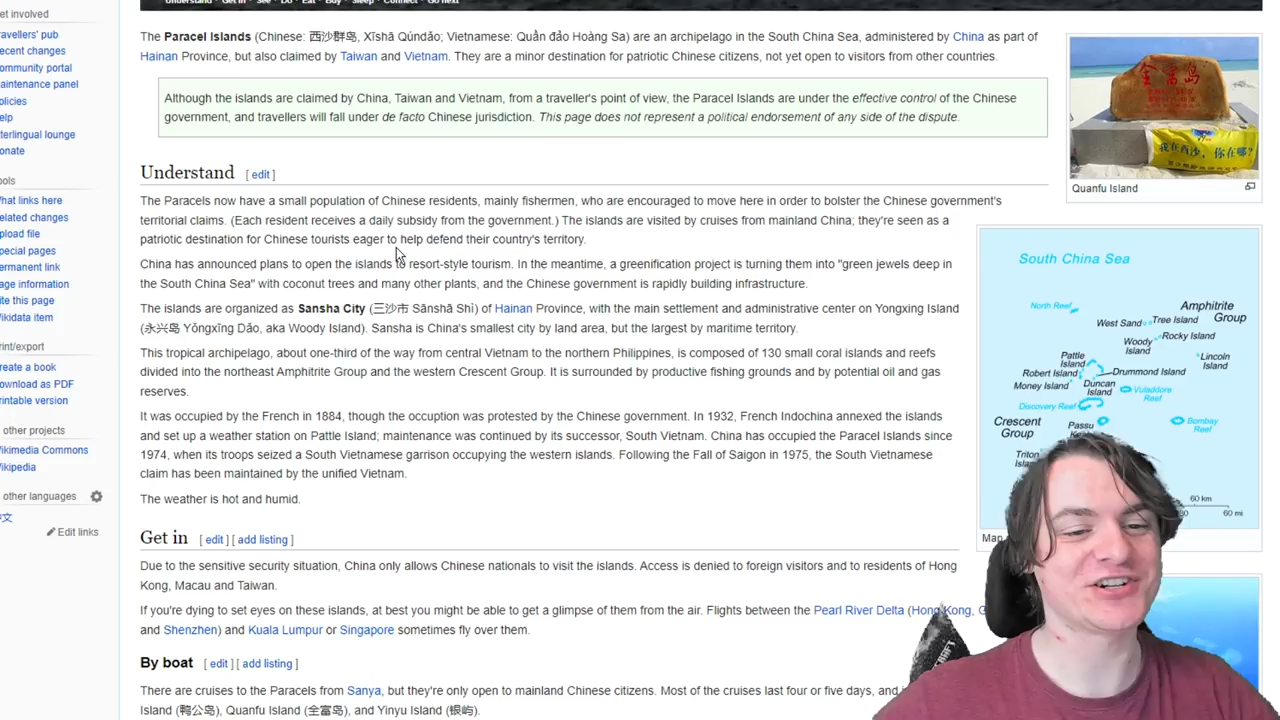 Understand · Get in · See · Do · Eat · Buy · Sleep · Connect · Go next
et involved
ravellers' pub
ecent changes
ommunity portal
aintenance panel
olicies
elp
terlingual lounge
onate
ools
hat links here
elated changes
pload file
pecial pages
ermanent link
age information
ite this page
ikidata item
rint/export
reate a book
ownload as PDF
rintable version
other projects
ikimedia Commons
ikipedia
other languages
中文
Edit links
The Paracel Islands (Chinese: 西沙群岛, Xīshā Qúndǎo; Vietnamese: Quần đảo Hoàng Sa) are an archipelago in the South China Sea, administered by China as part of
Hainan Province, but also claimed by Taiwan and Vietnam. They are a minor destination for patriotic Chinese citizens, not yet open to visitors from other countries.
Although the islands are claimed by China, Taiwan and Vietnam, from a traveller's point of view, the Paracel Islands are under the effective control of the Chinese
government, and travellers will fall under de facto Chinese jurisdiction. This page does not represent a political endorsement of any side of the dispute.
Understand [ edit ]
The Paracels now have a small population of Chinese residents, mainly fishermen, who are encouraged to move here in order to bolster the Chinese government's
territorial claims. (Each resident receives a daily subsidy from the government.) The islands are visited by cruises from mainland China; they're seen as a
patriotic destination for Chinese tourists eager to help defend their country's territory.
China has announced plans to open the islands to resort-style tourism. In the meantime, a greenification project is turning them into "green jewels deep in
the South China Sea" with coconut trees and many other plants, and the Chinese government is rapidly building infrastructure.
The islands are organized as Sansha City (三沙市 Sānshā Shì) of Hainan Province, with the main settlement and administrative center on Yongxing Island
(永兴岛 Yǒngxīng Dǎo, aka Woody Island). Sansha is China's smallest city by land area, but the largest by maritime territory.
This tropical archipelago, about one-third of the way from central Vietnam to the northern Philippines, is composed of 130 small coral islands and reefs
divided into the northeast Amphitrite Group and the western Crescent Group. It is surrounded by productive fishing grounds and by potential oil and gas
reserves.
It was occupied by the French in 1884, though the occuption was protested by the Chinese government. In 1932, French Indochina annexed the islands
and set up a weather station on Pattle Island; maintenance was continued by its successor, South Vietnam. China has occupied the Paracel Islands since
1974, when its troops seized a South Vietnamese garrison occupying the western islands. Following the Fall of Saigon in 1975, the South Vietnamese
claim has been maintained by the unified Vietnam.
The weather is hot and humid.
Get in [ edit ] [ add listing ]
Due to the sensitive security situation, China only allows Chinese nationals to visit the islands. Access is denied to foreign visitors and to residents of Hong
Kong, Macau and Taiwan.
If you're dying to set eyes on these islands, at best you might be able to get a glimpse of them from the air. Flights between the Pearl River Delta (Hong Kong, G
and Shenzhen) and Kuala Lumpur or Singapore sometimes fly over them.
By boat [ edit ] [ add listing ]
There are cruises to the Paracels from Sanya, but they're only open to mainland Chinese citizens. Most of the cruises last four or five days, and
Island (鸭公岛), Quanfu Island (全富岛), and Yinyu Island (银屿).
金富岛
我在西沙，你在哪?
Quanfu Island
South China Sea
North Reef
Amphitrite
Group
West Sand
Tree Island
Rocky Island
Woody
Island
Lincoln
Island
Pattle
Island
Robert Island
Drummond Island
Money Island
Duncan
Island
Vuladdore
Reef
Discovery Reef
Crescent
Group
Passu
Bombay
Reef
Triton
Islan
60 km
60 mi
Map